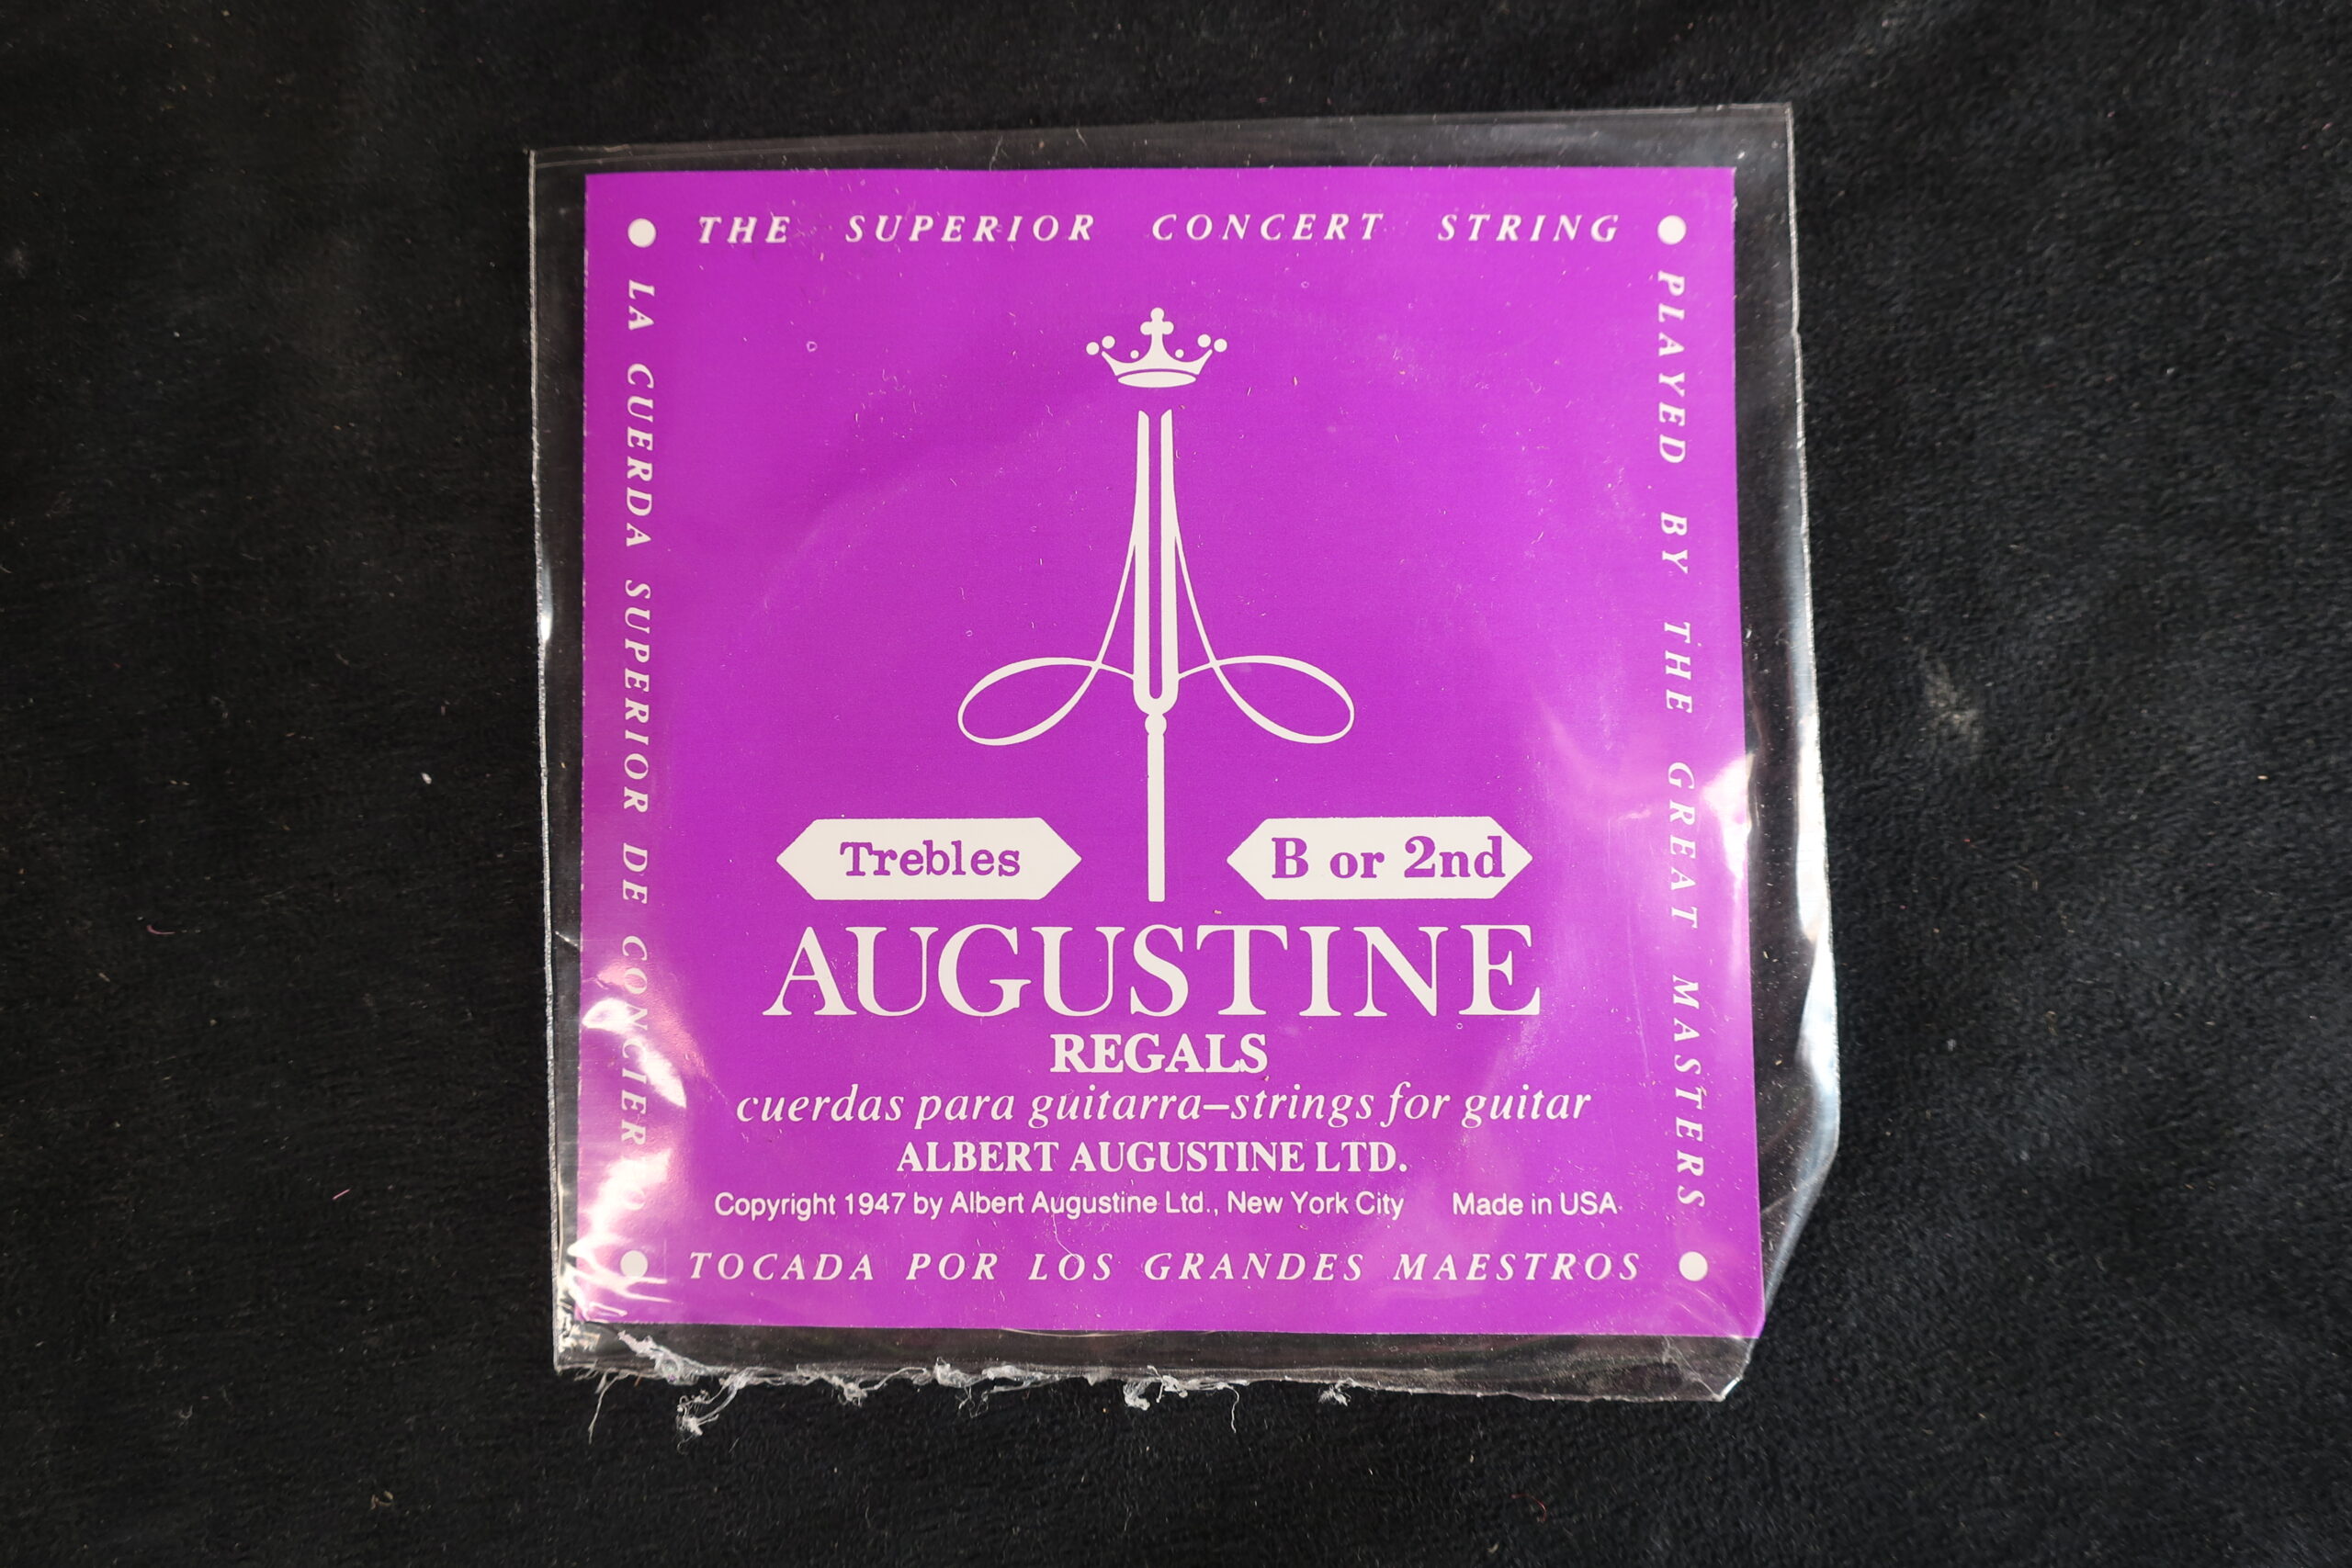 THE SUPERIOR CONCERT STRING
PLAYED BY THE GREAT MASTERS
LA CUERDA SUPERIOR DE CONCIERTO
Trebles
B or 2nd
AUGUSTINE
REGALS
cuerdas para guitarra–strings for guitar
ALBERT AUGUSTINE LTD.
Copyright 1947 by Albert Augustine Ltd., New York City Made in USA
TOCADA POR LOS GRANDES MAESTROS